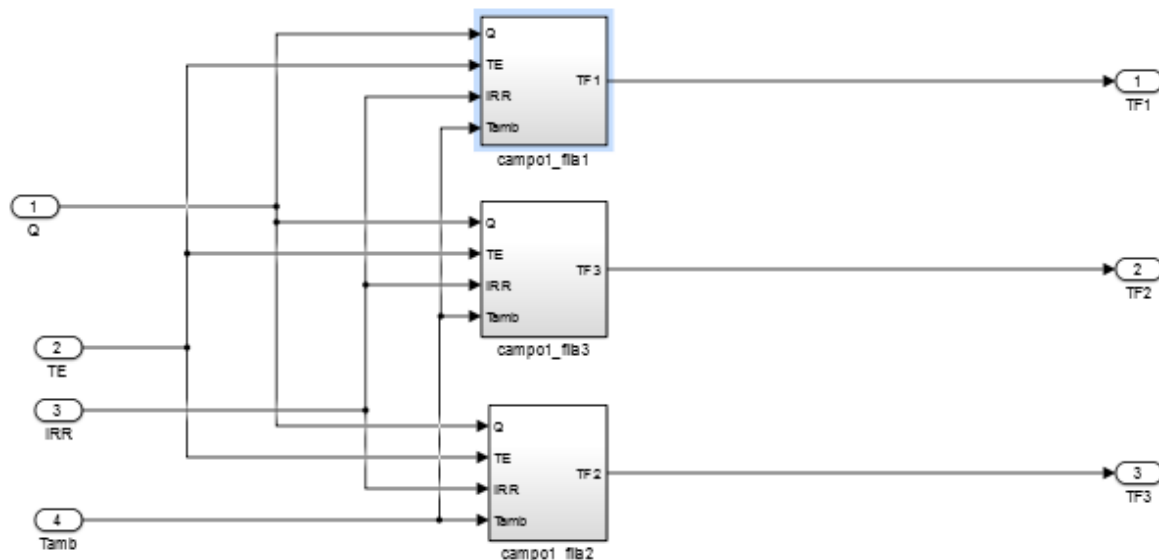 Q
TE
IRR
Tamb
TF1
campo1_fila1
1
TF1
1
Q
Q
TE
IRR
Tamb
TF3
campo1_fila3
2
TF2
2
TE
3
IRR
4
Tamb
Q
TE
IRR
Tamb
TF2
campo1_fila2
3
TF3